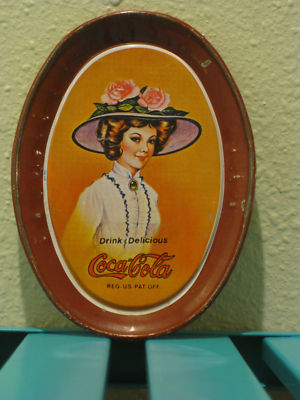 Drink Delicious
Coca-Cola
REG·US·PAT·OFF